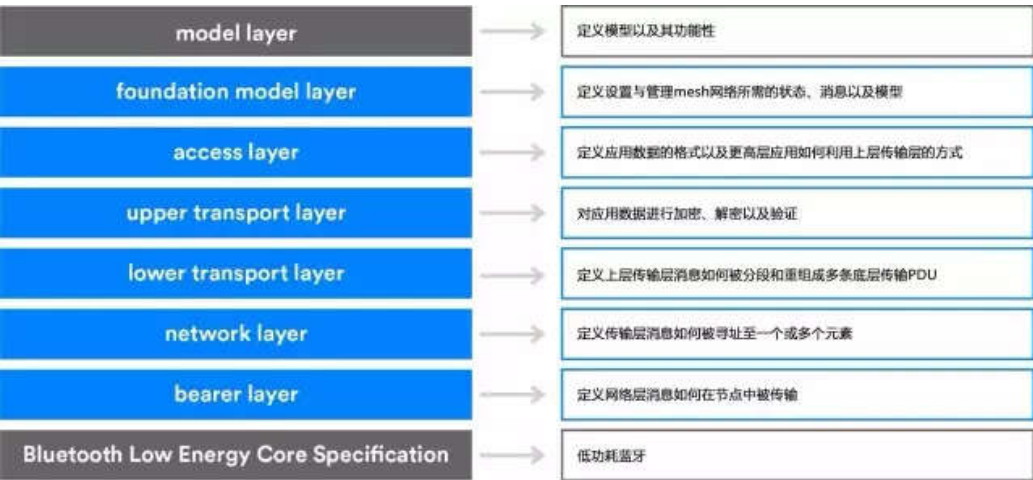 model layer
定义模型以及其功能性
foundation model layer
定义设置与管理mesh网络所需的状态、消息以及模型
access layer
定义应用数据的格式以及更高层应用如何利用上层传输层的方式
upper transport layer
对应用数据进行加密、解密以及验证
lower transport layer
定义上层传输层消息如何被分段和重组成多条底层传输PDU
network layer
定义传输层消息如何被寻址至一个或多个元素
bearer layer
定义网络层消息如何在节点中被传输
Bluetooth Low Energy Core Specification
低功耗蓝牙